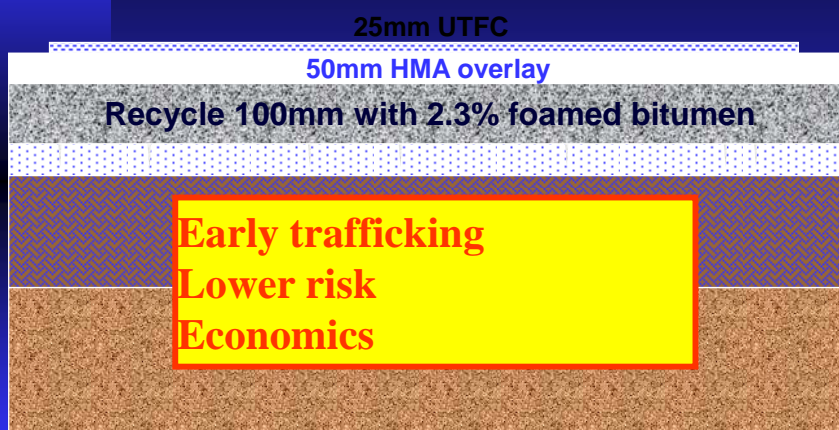 25mm UTFC
50mm HMA overlay
Recycle 100mm with 2.3% foamed bitumen
Early trafficking
Lower risk
Economics